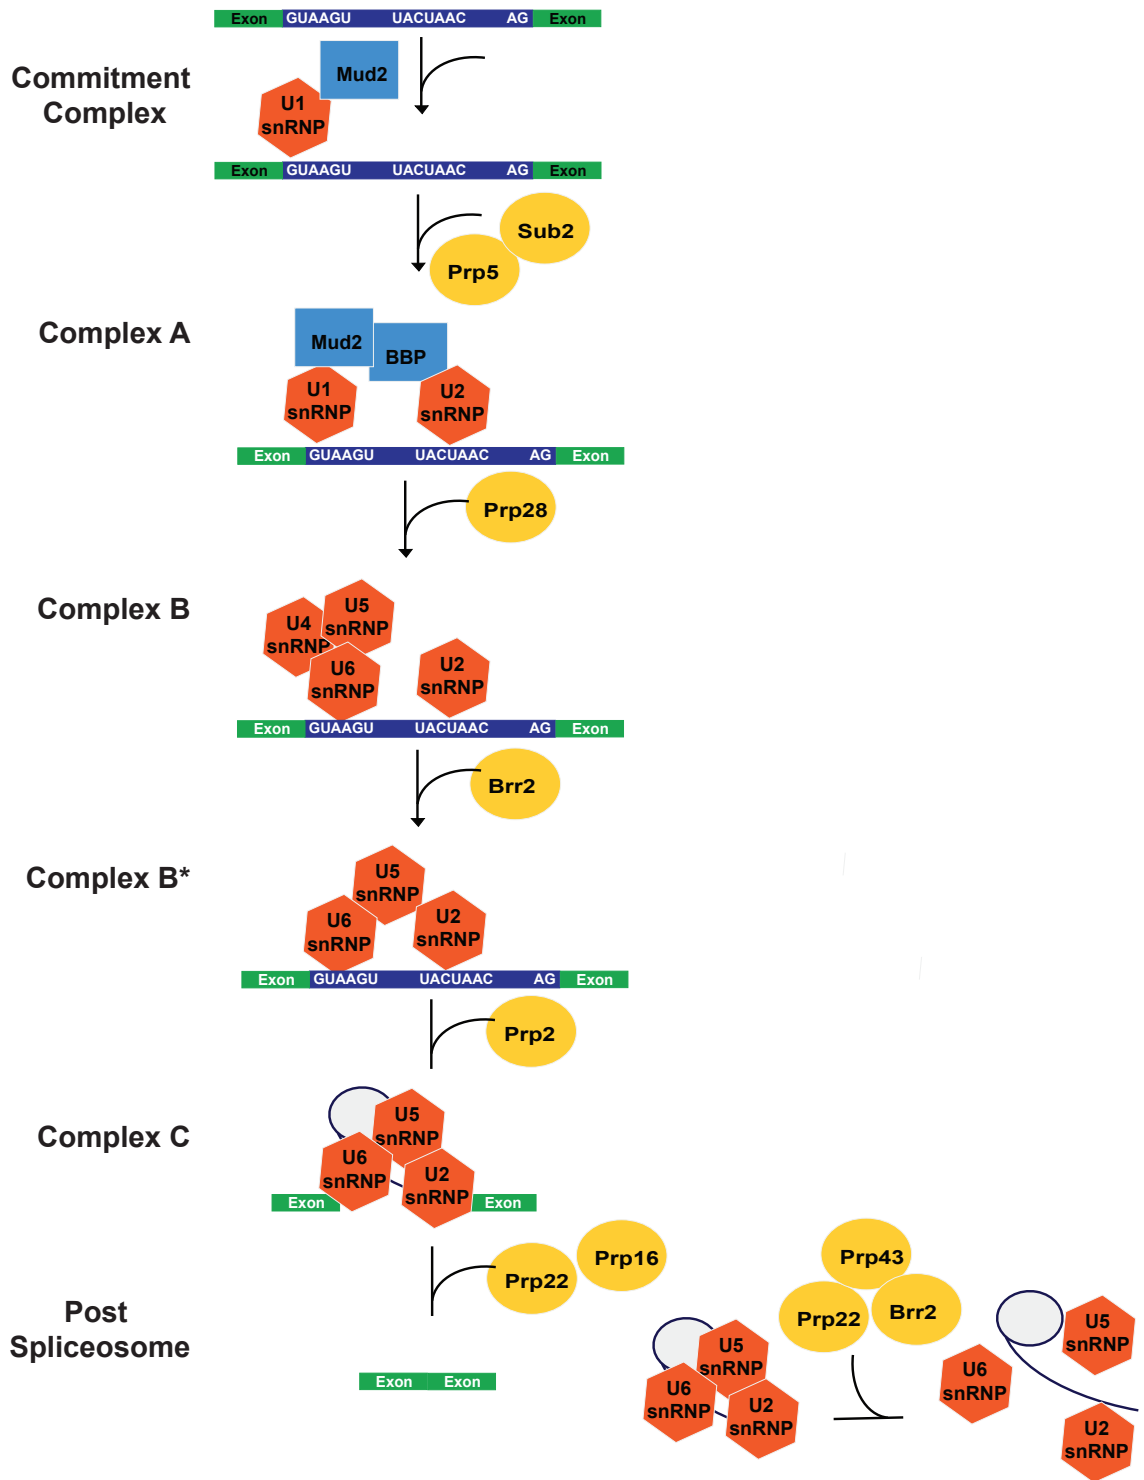 Exon GUAAGU UACUAAC AG Exon
Commitment
Complex
Mud2
U1
snRNP
Exon GUAAGU UACUAAC AG Exon
Sub2
Prp5
Complex A
Mud2
BBP
U1
snRNP
U2
snRNP
Exon GUAAGU UACUAAC AG Exon
Prp28
Complex B
U4
snRNP
U5
snRNP
U6
snRNP
U2
snRNP
Exon GUAAGU UACUAAC AG Exon
Brr2
Complex B*
U5
snRNP
U6
snRNP
U2
snRNP
Exon GUAAGU UACUAAC AG Exon
Prp2
Complex C
U5
snRNP
U6
snRNP
U2
snRNP
Exon Exon
Post
Spliceosome
Prp22
Prp16
Exon Exon
U5
snRNP
U6
snRNP
U2
snRNP
Prp43
Prp22
Brr2
U5
snRNP
U6
snRNP
U2
snRNP